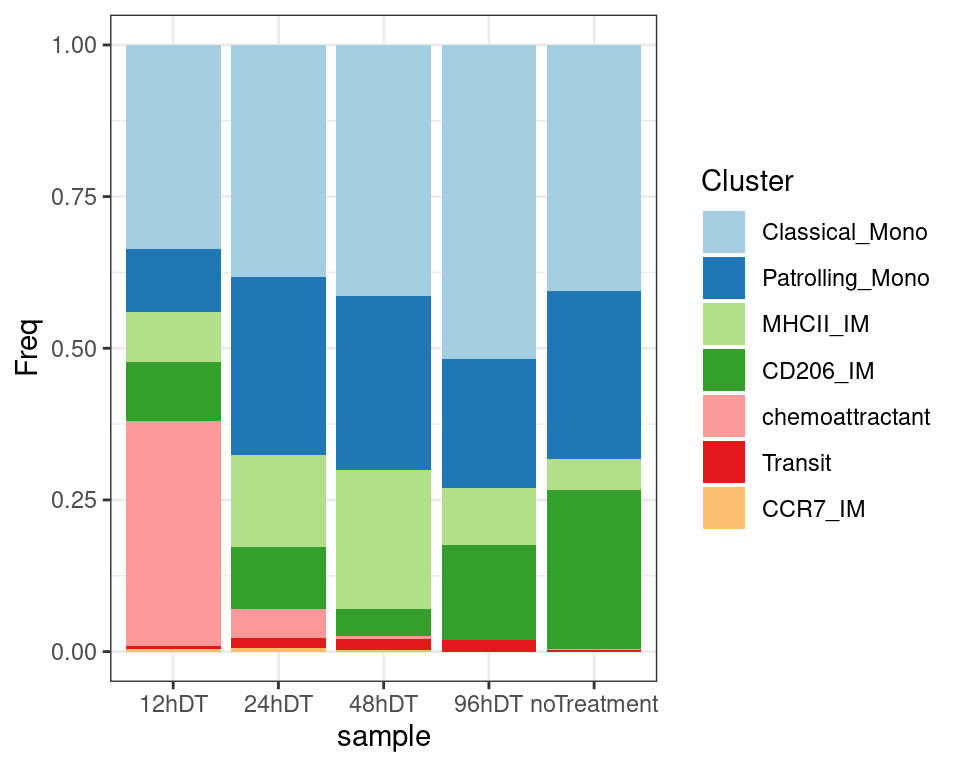 1.00
0.75
0.50
0.25
0.00
Freq
12hDT 24hDT 48hDT 96hDT noTreatment
sample
Cluster
Classical_Mono
Patrolling_Mono
MHCII_IM
CD206_IM
chemoattractant
Transit
CCR7_IM